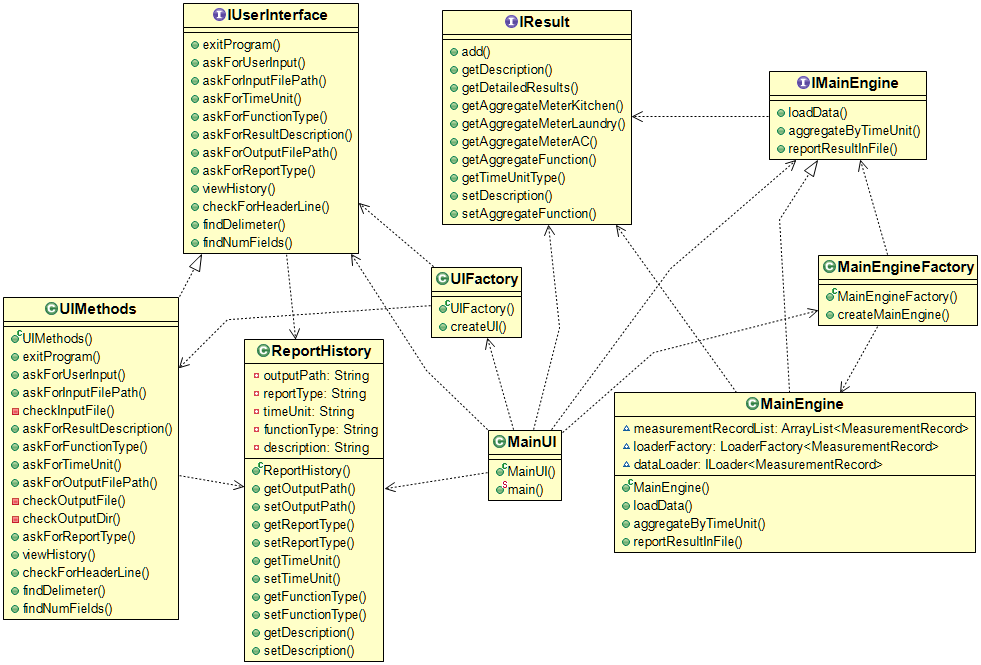 IUserInterface
exitProgram()
askForUserInput()
askForInputFilePath()
askForTimeUnit()
askForFunctionType()
askForResultDescription()
askForOutputFilePath()
askForReportType()
viewHistory()
checkForHeaderLine()
findDelimeter()
findNumFields()
IResult
add()
getDescription()
getDetailedResults()
getAggregateMeterKitchen()
getAggregateMeterLaundry()
getAggregateMeterAC()
getAggregateFunction()
getTimeUnitType()
setDescription()
setAggregateFunction()
IMainEngine
loadData()
aggregateByTimeUnit()
reportResultInFile()
UIFactory
UIFactory()
createUI()
MainEngineFactory
MainEngineFactory()
createMainEngine()
UIMethods
UIMethods()
exitProgram()
askForUserInput()
askForInputFilePath()
checkInputFile()
askForResultDescription()
askForFunctionType()
askForTimeUnit()
askForOutputFilePath()
checkOutputFile()
checkOutputDir()
askForReportType()
viewHistory()
checkForHeaderLine()
findDelimeter()
findNumFields()
ReportHistory
outputPath: String
reportType: String
timeUnit: String
functionType: String
description: String
ReportHistory()
getOutputPath()
setOutputPath()
getReportType()
setReportType()
getTimeUnit()
setTimeUnit()
getFunctionType()
setFunctionType()
getDescription()
setDescription()
MainUI
MainUI()
main()
MainEngine
measurementRecordList: ArrayList<MeasurementRecord>
loaderFactory: LoaderFactory<MeasurementRecord>
dataLoader: ILoader<MeasurementRecord>
MainEngine()
loadData()
aggregateByTimeUnit()
reportResultInFile()